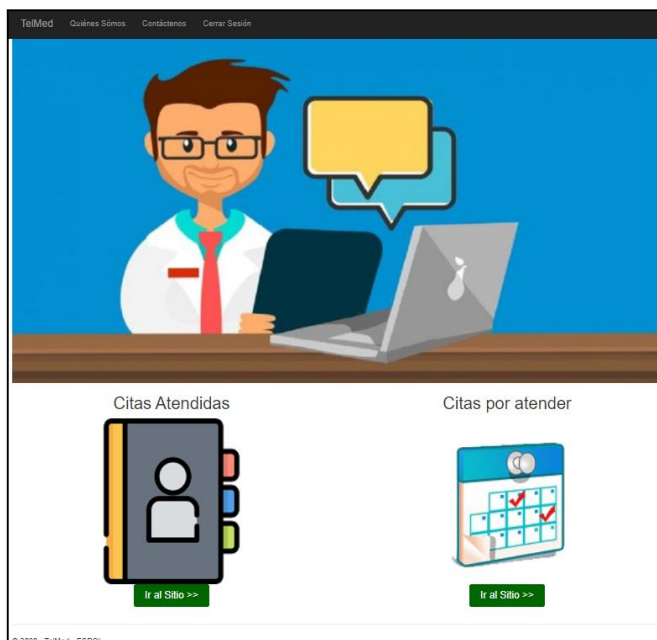 TelMed Quiénes Sómos Contáctenos Cerrar Sesión
Citas Atendidas
Citas por atender
Ir al Sitio >>
Ir al Sitio >>